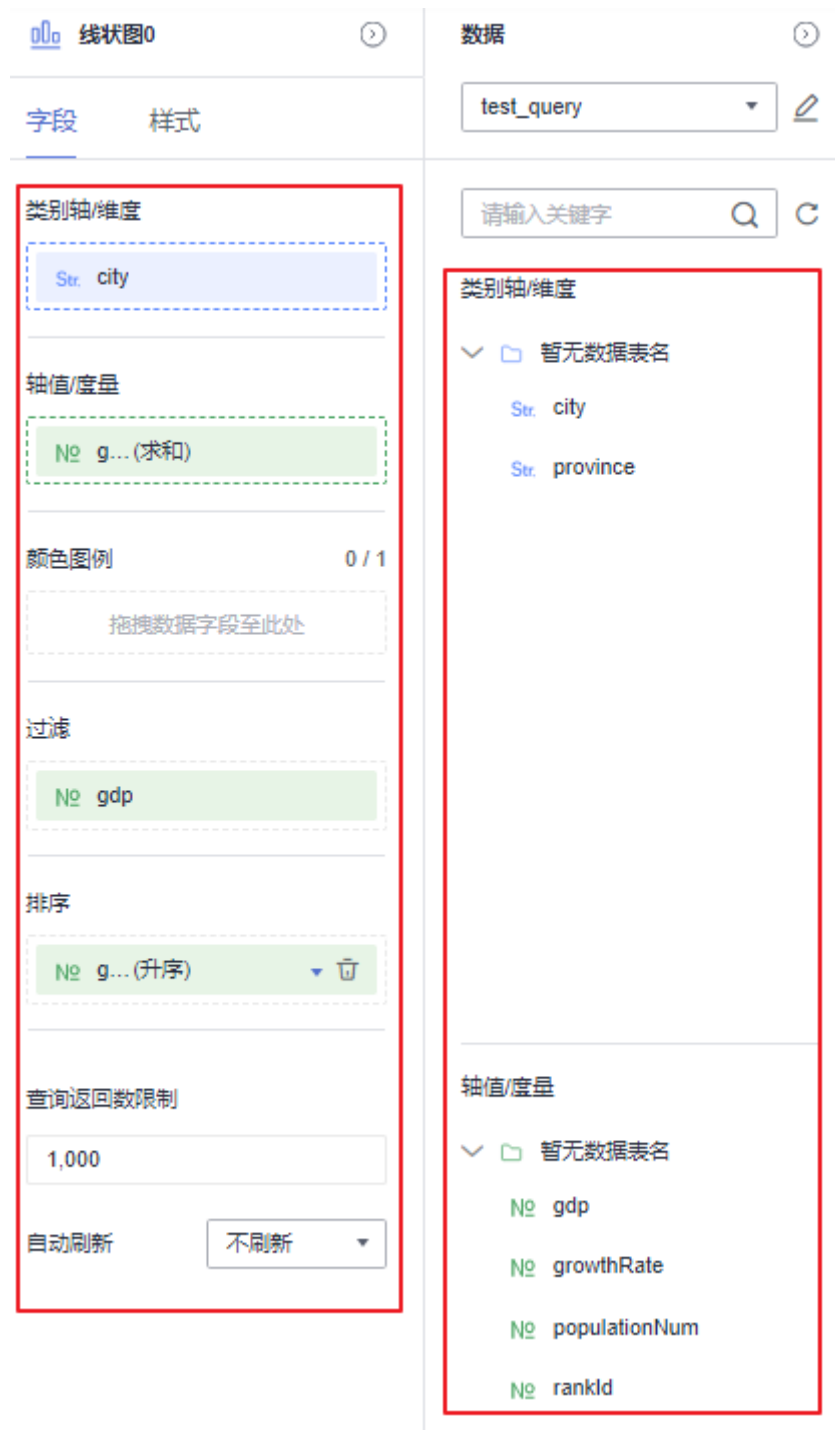 线状图0
字段 样式
类别轴/维度
Str. city
轴值/度量
№ g...(求和)
颜色图例 0 / 1
拖拽数据字段至此处
过滤
№ gdp
排序
№ g...(升序)
查询返回数限制
1,000
自动刷新 不刷新
数据
test_query
请输入关键字
类别轴/维度
暂无数据表名
Str. city
Str. province
轴值/度量
暂无数据表名
№ gdp
№ growthRate
№ populationNum
№ rankId